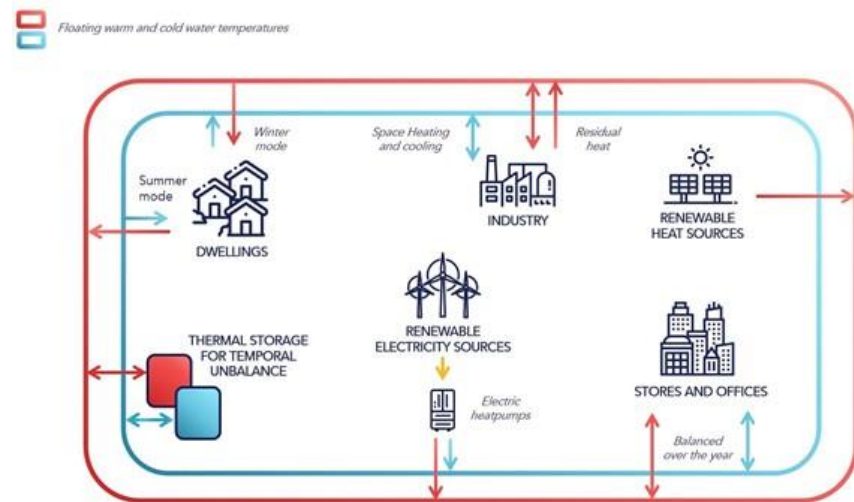 Floating warm and cold water temperatures
Winter
mode
Space Heating
and cooling
Residual
heat
Summer
mode
DWELLINGS
INDUSTRY
RENEWABLE
HEAT SOURCES
THERMAL STORAGE
FOR TEMPORAL
UNBALANCE
RENEWABLE
ELECTRICITY SOURCES
STORES AND OFFICES
Electric
heatpumps
Balanced
over the year